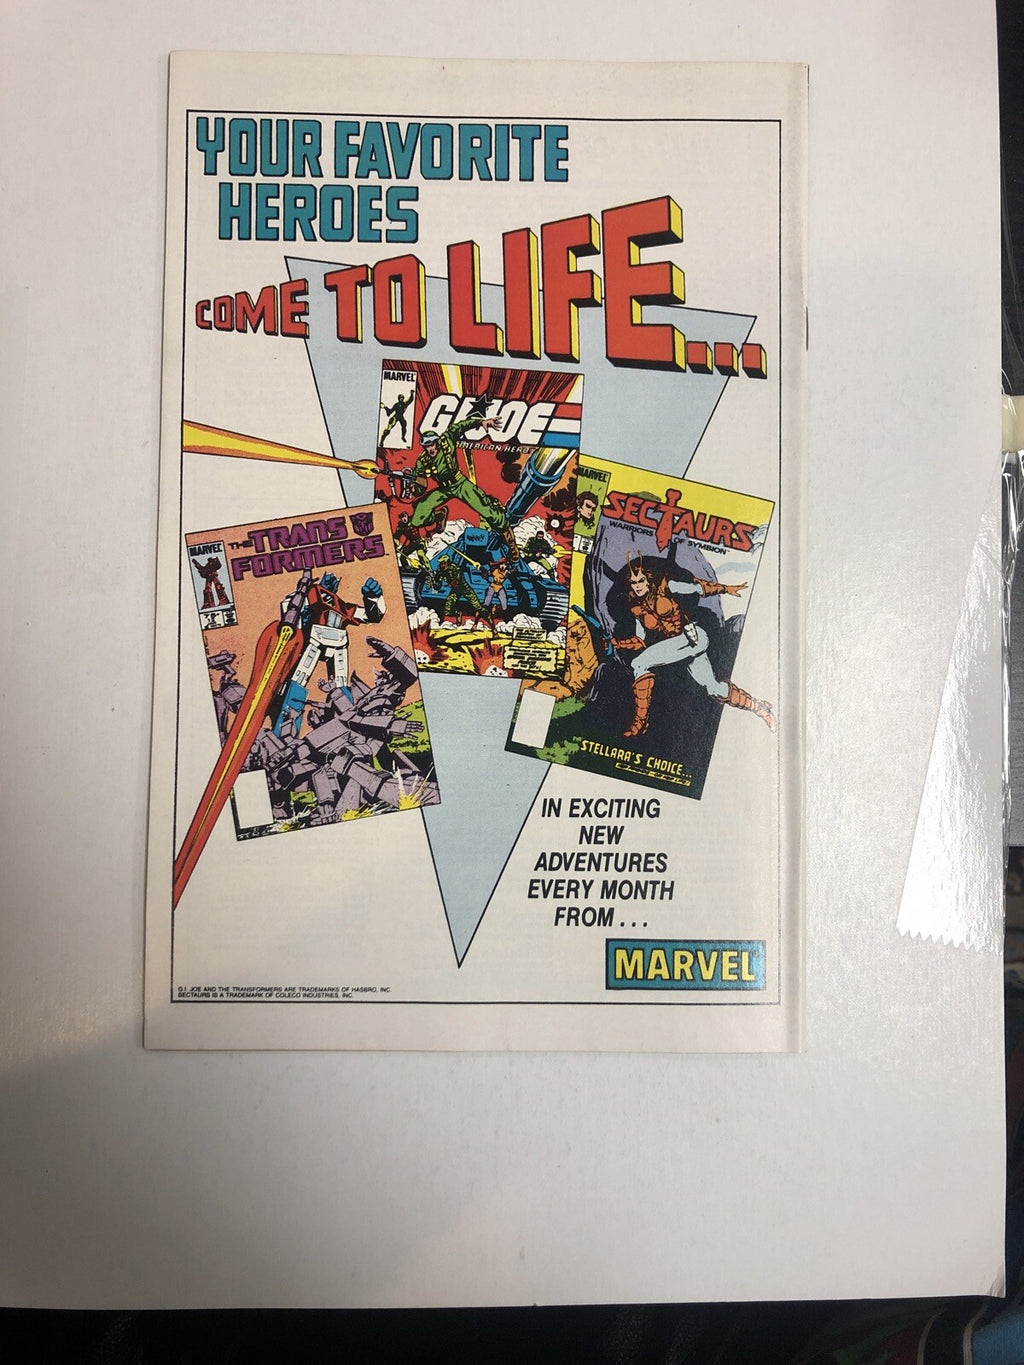 YOUR FAVORITE
HEROES
COME TO LIFE...
MARVEL
G.I. JOE
AMERICAN HERO
MARVEL
SECTAURS
WARRIORS OF SYMBION
MARVEL
THE TRANS
FORMERS
STELLARA'S CHOICE...
IN EXCITING
NEW
ADVENTURES
EVERY MONTH
FROM...
MARVEL
G.I. JOE AND THE TRANSFORMERS ARE TRADEMARKS OF HASBRO, INC.
SECTAURS IS A TRADEMARK OF COLECO INDUSTRIES, INC.